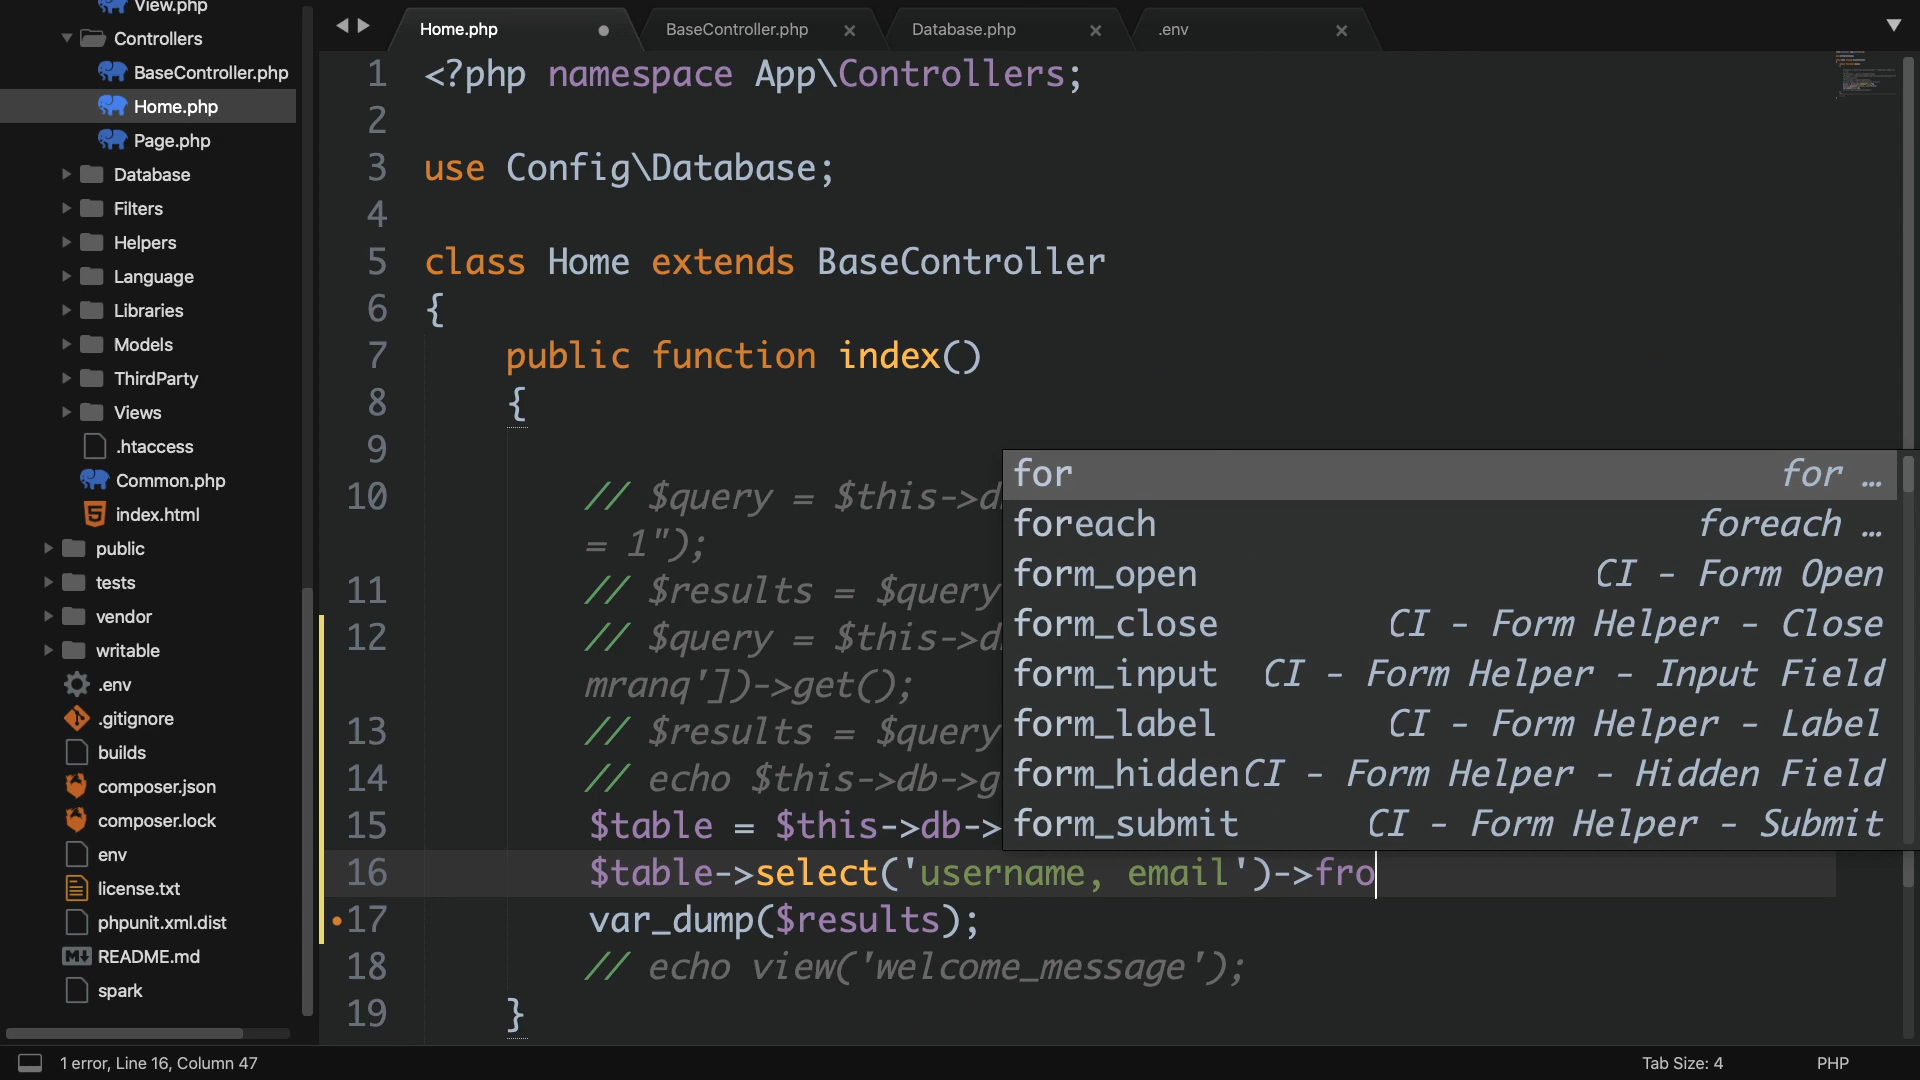 View.php
Controllers
BaseController.php
Home.php
Page.php
Database
Filters
Helpers
Language
Libraries
Models
ThirdParty
Views
.htaccess
Common.php
index.html
public
tests
vendor
writable
.env
.gitignore
builds
composer.json
composer.lock
env
license.txt
phpunit.xml.dist
README.md
spark
Home.php
BaseController.php
Database.php
.env
1 <?php namespace App\Controllers;
2
3 use Config\Database;
4
5 class Home extends BaseController
6 {
7 public function index()
8 {
9
10 // $query = $this->d
= 1");
11 // $results = $query
12 // $query = $this->d
mranq'])->get();
13 // $results = $query
14 // echo $this->db->g
15 $table = $this->db->
16 $table->select('username, email')->fro
17 var_dump($results);
18 // echo view('welcome_message');
19 }
for for …
foreach foreach …
form_open CI - Form Open
form_close CI - Form Helper - Close
form_input CI - Form Helper - Input Field
form_label CI - Form Helper - Label
form_hidden CI - Form Helper - Hidden Field
form_submit CI - Form Helper - Submit
1 error, Line 16, Column 47
Tab Size: 4
PHP